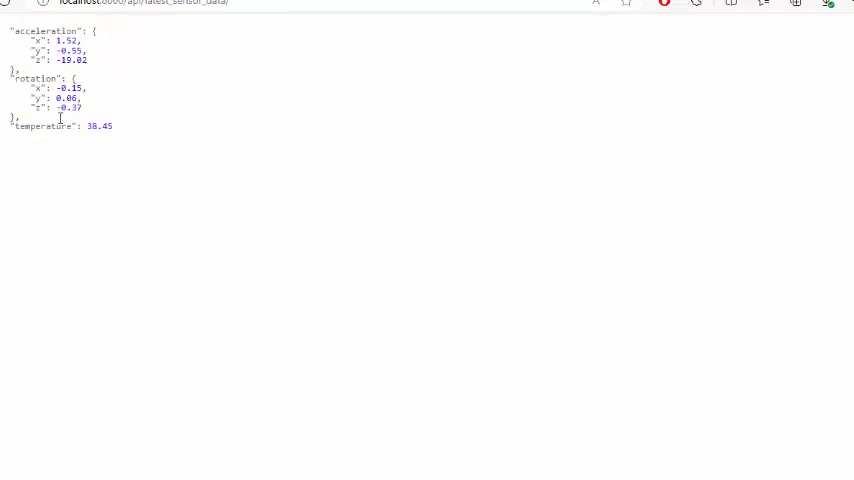 localhost:8000/api/latest_sensor_data/
"acceleration": {
"x": 1.52,
"y": -0.55,
"z": -19.02
},
"rotation": {
"x": -0.15,
"y": 0.06,
"z": -0.37
},
"temperature": 38.45